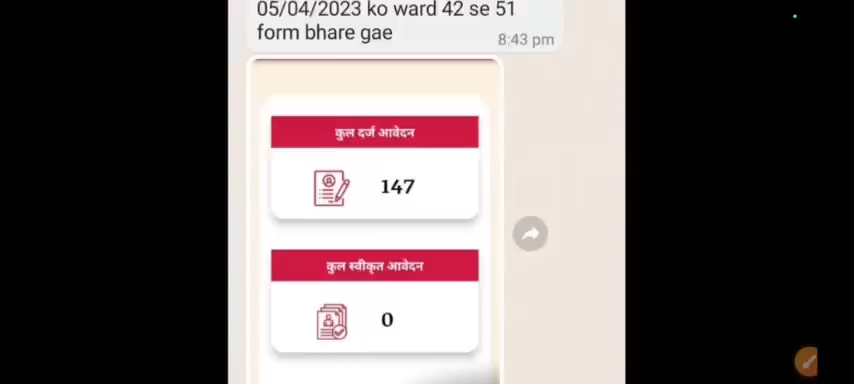 05/04/2023 ko ward 42 se 51
form bhare gae
8:43 pm
कुल दर्ज आवेदन
147
कुल स्वीकृत आवेदन
0